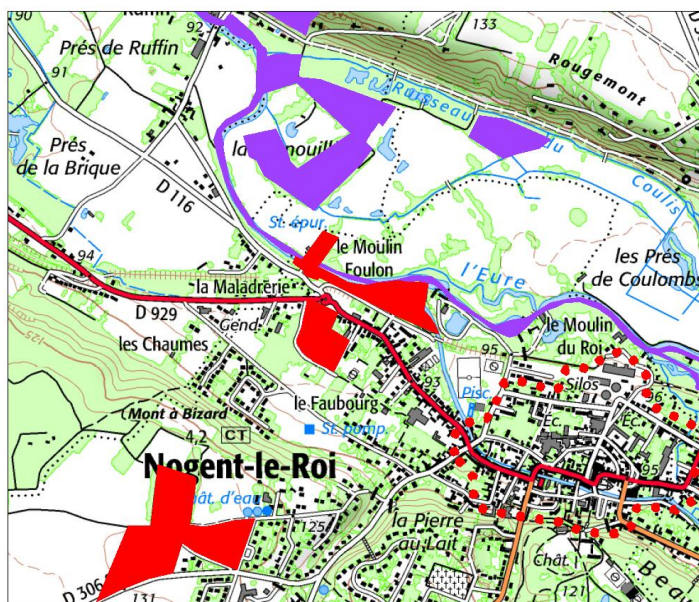 90
92
133
Prés de Ruffin
91
Rougemont
Ruisseau
du
Coulis
Prés
de la Brique
D 116
St. épur.
le Moulin
Foulon
l'Eure
les Prés
de Coulombs
94
la Maladrerie
D 929
Gend.
95
le Moulin
du Roi
les Chaumes
93
Silos
Pisc.
96
le Faubourg
Mont à Bizard
St. pomp.
Éc.
Éc.
4,2
CT
Nogent-le-Roi
95
chât. d'eau
125
la Pierre
au Lait
Chât.
D 306
131
121